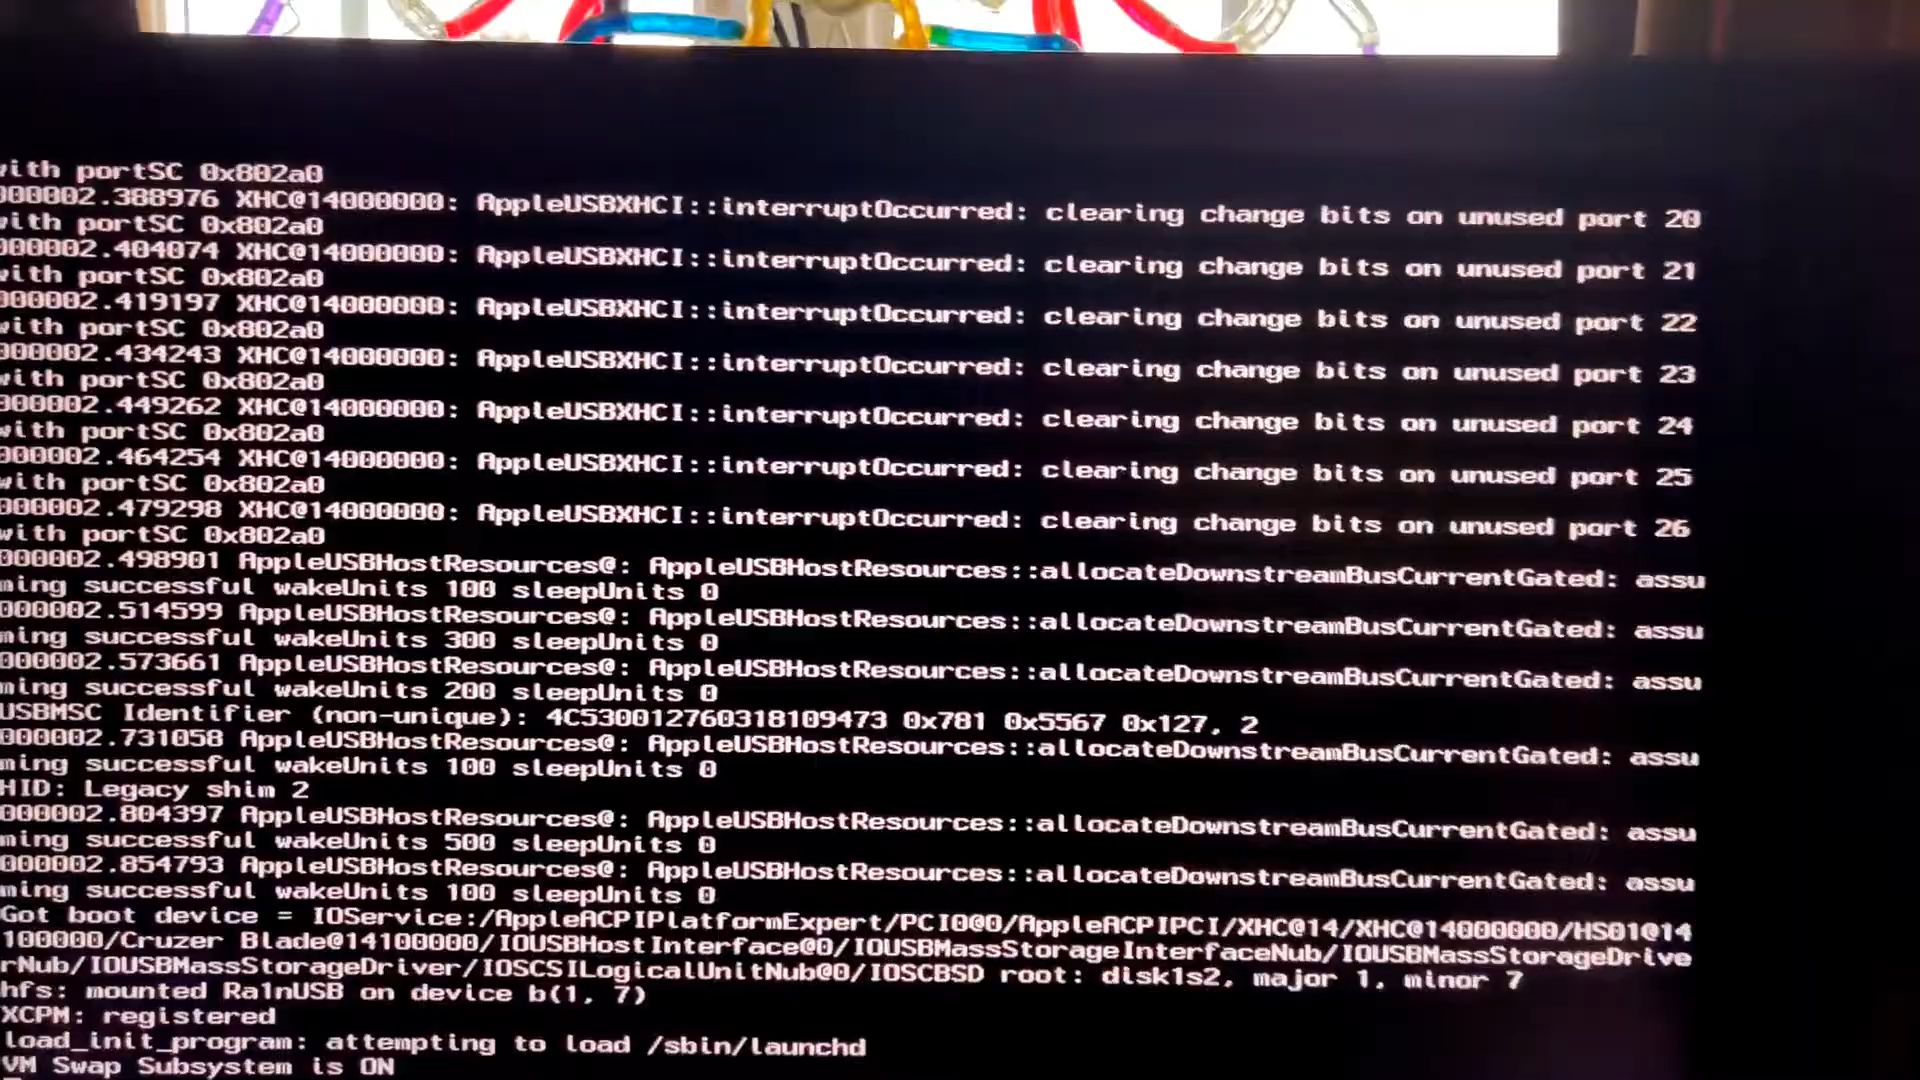 with portSC 0x802a0
000002.388976 XHC@14000000: AppleUSBXHCI::interruptOccurred: clearing change bits on unused port 20
with portSC 0x802a0
000002.404074 XHC@14000000: AppleUSBXHCI::interruptOccurred: clearing change bits on unused port 21
with portSC 0x802a0
000002.419197 XHC@14000000: AppleUSBXHCI::interruptOccurred: clearing change bits on unused port 22
with portSC 0x802a0
000002.434243 XHC@14000000: AppleUSBXHCI::interruptOccurred: clearing change bits on unused port 23
with portSC 0x802a0
000002.449262 XHC@14000000: AppleUSBXHCI::interruptOccurred: clearing change bits on unused port 24
with portSC 0x802a0
000002.464254 XHC@14000000: AppleUSBXHCI::interruptOccurred: clearing change bits on unused port 25
with portSC 0x802a0
000002.479298 XHC@14000000: AppleUSBXHCI::interruptOccurred: clearing change bits on unused port 26
with portSC 0x802a0
000002.498901 AppleUSBHostResources@: AppleUSBHostResources::allocateDownstreamBusCurrentGated: assu
ming successful wakeUnits 100 sleepUnits 0
000002.514599 AppleUSBHostResources@: AppleUSBHostResources::allocateDownstreamBusCurrentGated: assu
ming successful wakeUnits 300 sleepUnits 0
000002.573661 AppleUSBHostResources@: AppleUSBHostResources::allocateDownstreamBusCurrentGated: assu
ming successful wakeUnits 200 sleepUnits 0
USBMSC Identifier (non-unique): 4C530012760318109473 0x781 0x5567 0x127, 2
000002.731058 AppleUSBHostResources@: AppleUSBHostResources::allocateDownstreamBusCurrentGated: assu
ming successful wakeUnits 100 sleepUnits 0
HID: Legacy shim 2
000002.804397 AppleUSBHostResources@: AppleUSBHostResources::allocateDownstreamBusCurrentGated: assu
ming successful wakeUnits 500 sleepUnits 0
000002.854793 AppleUSBHostResources@: AppleUSBHostResources::allocateDownstreamBusCurrentGated: assu
ming successful wakeUnits 100 sleepUnits 0
Got boot device = IOService:/AppleACPIPlatformExpert/PCI0@0/AppleACPIPCI/XHC@14/XHC@14000000/HS01@14
100000/Cruzer Blade@14100000/IOUSBHostInterface@0/IOUSBMassStorageInterfaceNub/IOUSBMassStorageDrive
rNub/IOUSBMassStorageDriver/IOSCSILogicalUnitNub@0/IOSCBSD root: disk1s2, major 1, minor 7
hfs: mounted Ra1nUSB on device b(1, 7)
XCPM: registered
load_init_program: attempting to load /sbin/launchd
VM Swap Subsystem is ON